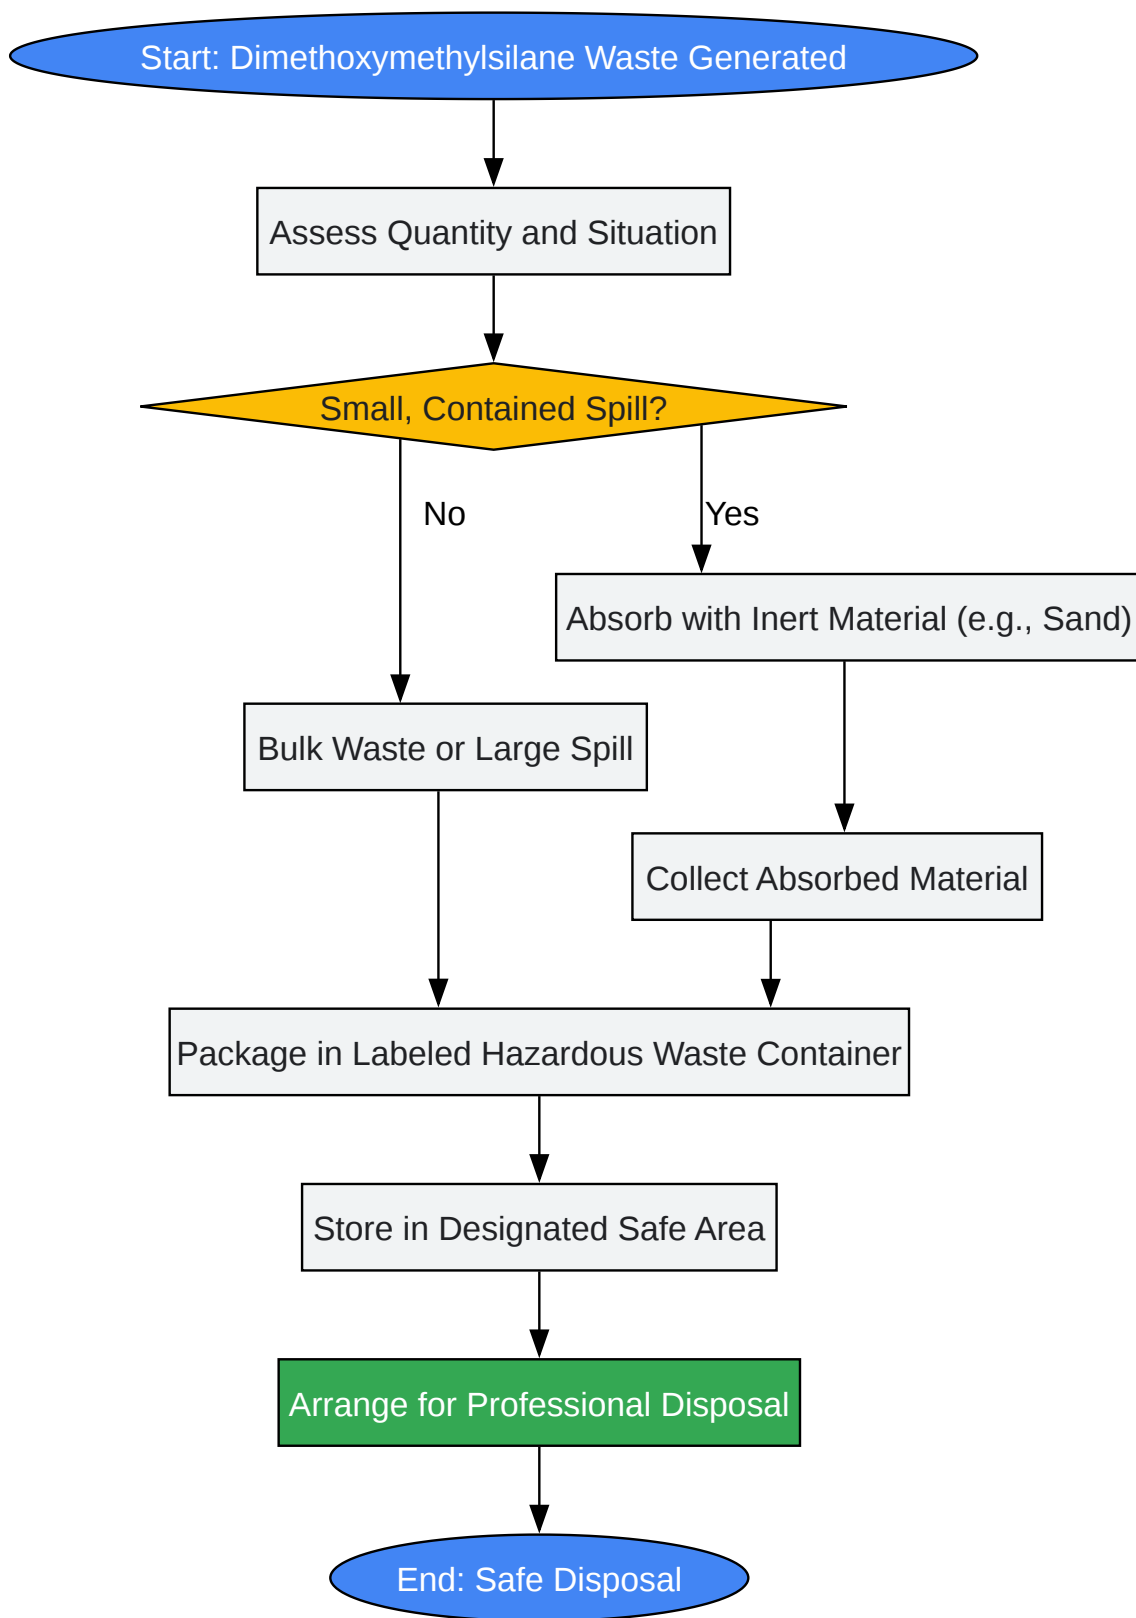 Start: Dimethoxymethylsilane Waste Generated
Assess Quantity and Situation
Small, Contained Spill?
No
Yes
Absorb with Inert Material (e.g., Sand)
Bulk Waste or Large Spill
Collect Absorbed Material
Package in Labeled Hazardous Waste Container
Store in Designated Safe Area
Arrange for Professional Disposal
End: Safe Disposal